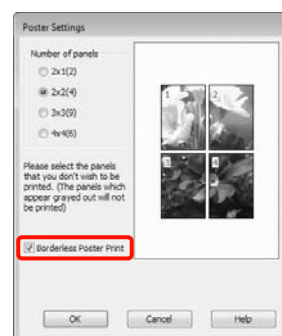 Poster Settings
Number of panels
2x1(2)
2x2(4)
3x3(9)
4x4(6)
1
2
3
4
Please select the panels
that you don't wish to be
printed. (The panels which
appear grayed out will not
be printed)
Borderless Poster Print
OK
Cancel
Help